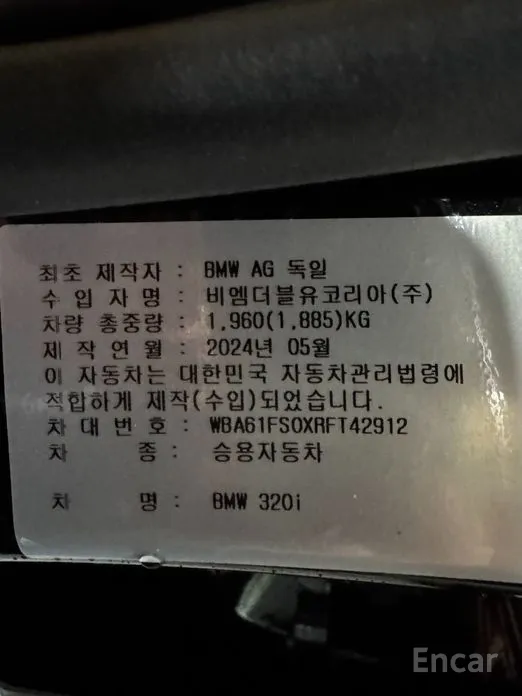 최초 제작자 : BMW AG 독일
수 입 자 명 : 비엠더블유코리아(주)
차량 총중량 : 1,960(1,885)KG
제 작 연 월 : 2024년 05월
이 자동차는 대한민국 자동차관리법령에
적합하게 제작(수입)되었습니다.
차 대 번 호 : WBA61FS0XRFT42912
차 종 : 승용자동차
차 명 : BMW 320i
Encar